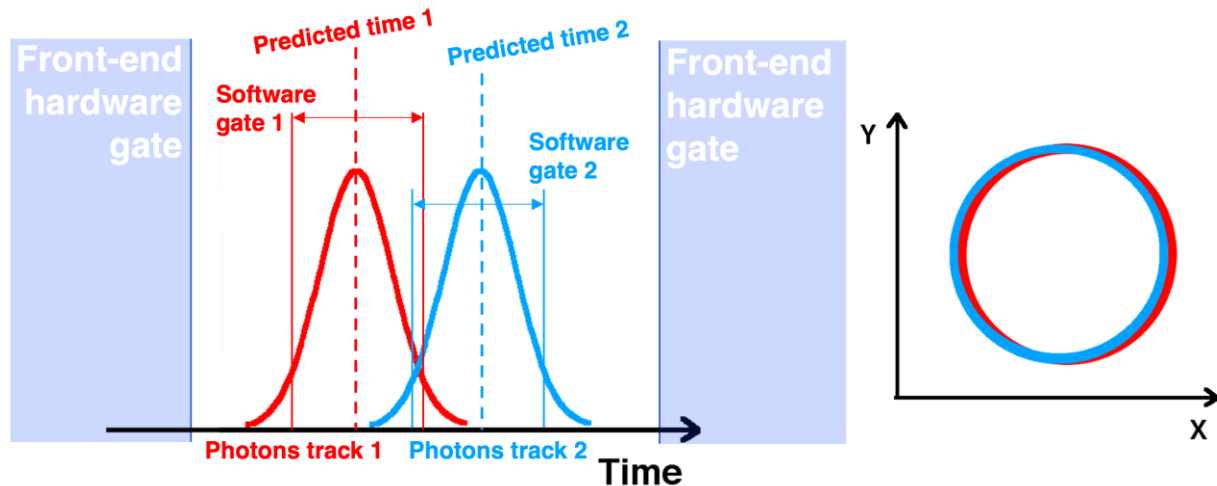 Front-end
hardware
gate
Predicted time 1
Predicted time 2
Software
gate 1
Software
gate 2
Front-end
hardware
gate
Photons track 1
Photons track 2
Time
Y
X